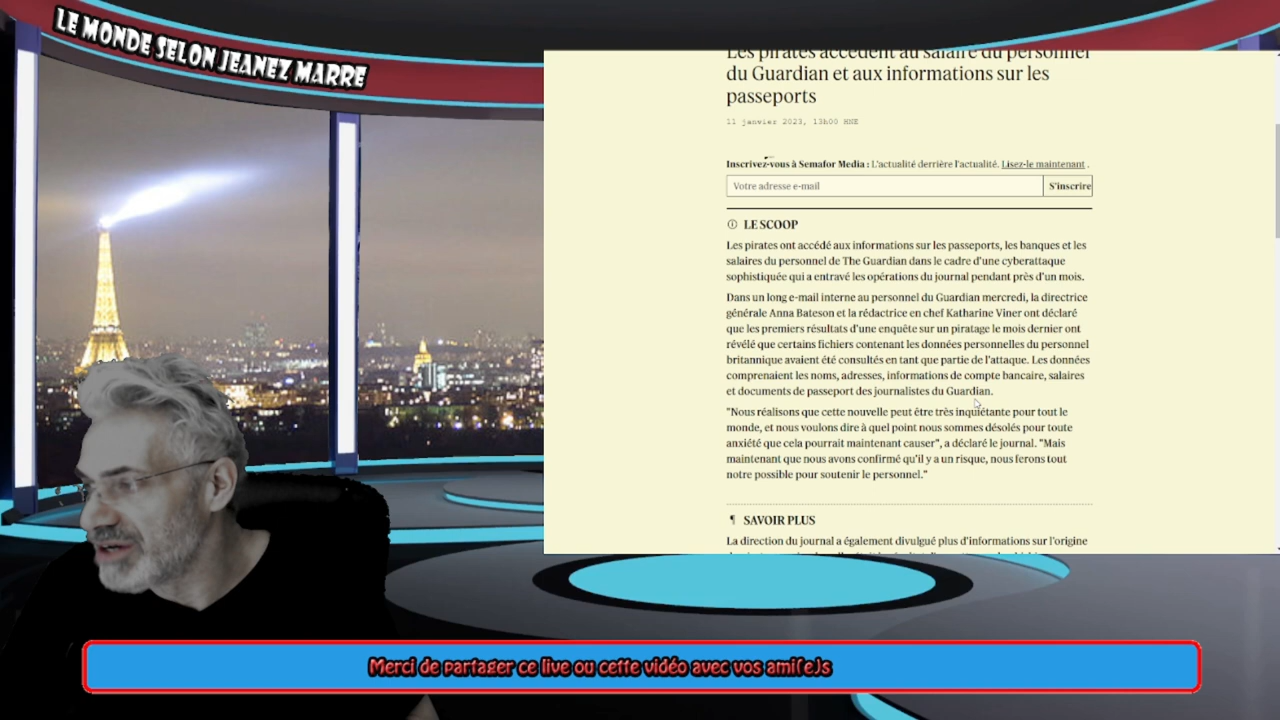 LE MONDE SELON JEANEZ MARRE
Les pirates accèdent au salaire du personnel
du Guardian et aux informations sur les
passeports
11 janvier 2023, 13h00 HNE
Inscrivez-vous à Semafor Media : L'actualité derrière l'actualité. Lisez-le maintenant .
Votre adresse e-mail
S'inscrire
LE SCOOP
Les pirates ont accédé aux informations sur les passeports, les banques et les
salaires du personnel de The Guardian dans le cadre d'une cyberattaque
sophistiquée qui a entravé les opérations du journal pendant près d'un mois.
Dans un long e-mail interne au personnel du Guardian mercredi, la directrice
générale Anna Bateson et la rédactrice en chef Katharine Viner ont déclaré
que les premiers résultats d'une enquête sur un piratage le mois dernier ont
révélé que certains fichiers contenant les données personnelles du personnel
britannique avaient été consultés en tant que partie de l'attaque. Les données
comprenaient les noms, adresses, informations de compte bancaire, salaires
et documents de passeport des journalistes du Guardian.
"Nous réalisons que cette nouvelle peut être très inquiétante pour tout le
monde, et nous voulons dire à quel point nous sommes désolés pour toute
anxiété que cela pourrait maintenant causer", a déclaré le journal. "Mais
maintenant que nous avons confirmé qu'il y a un risque, nous ferons tout
notre possible pour soutenir le personnel."
¶ SAVOIR PLUS
La direction du journal a également divulgué plus d'informations sur l'origine
Merci de partager ce live ou cette vidéo avec vos ami(e)s